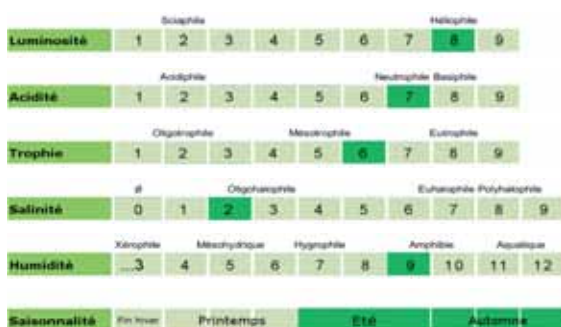 Sciaphile Héliophile
Luminosité 1 2 3 4 5 6 7 8 9
Acidiphile Neutrophile Basiphile
Acidité 1 2 3 4 5 6 7 8 9
Oligotrophile Mésotrophile Eutrophile
Trophie 1 2 3 4 5 6 7 8 9
ø Oligohalophile Euhalophile Polyhalophile
Salinité 0 1 2 3 4 5 6 7 8 9
Xérophile Mésohydrique Hygrophile Amphibie Aquatique
Humidité ...3 4 5 6 7 8 9 10 11 12
Saisonnalité Fin hiver Printemps Eté Automne